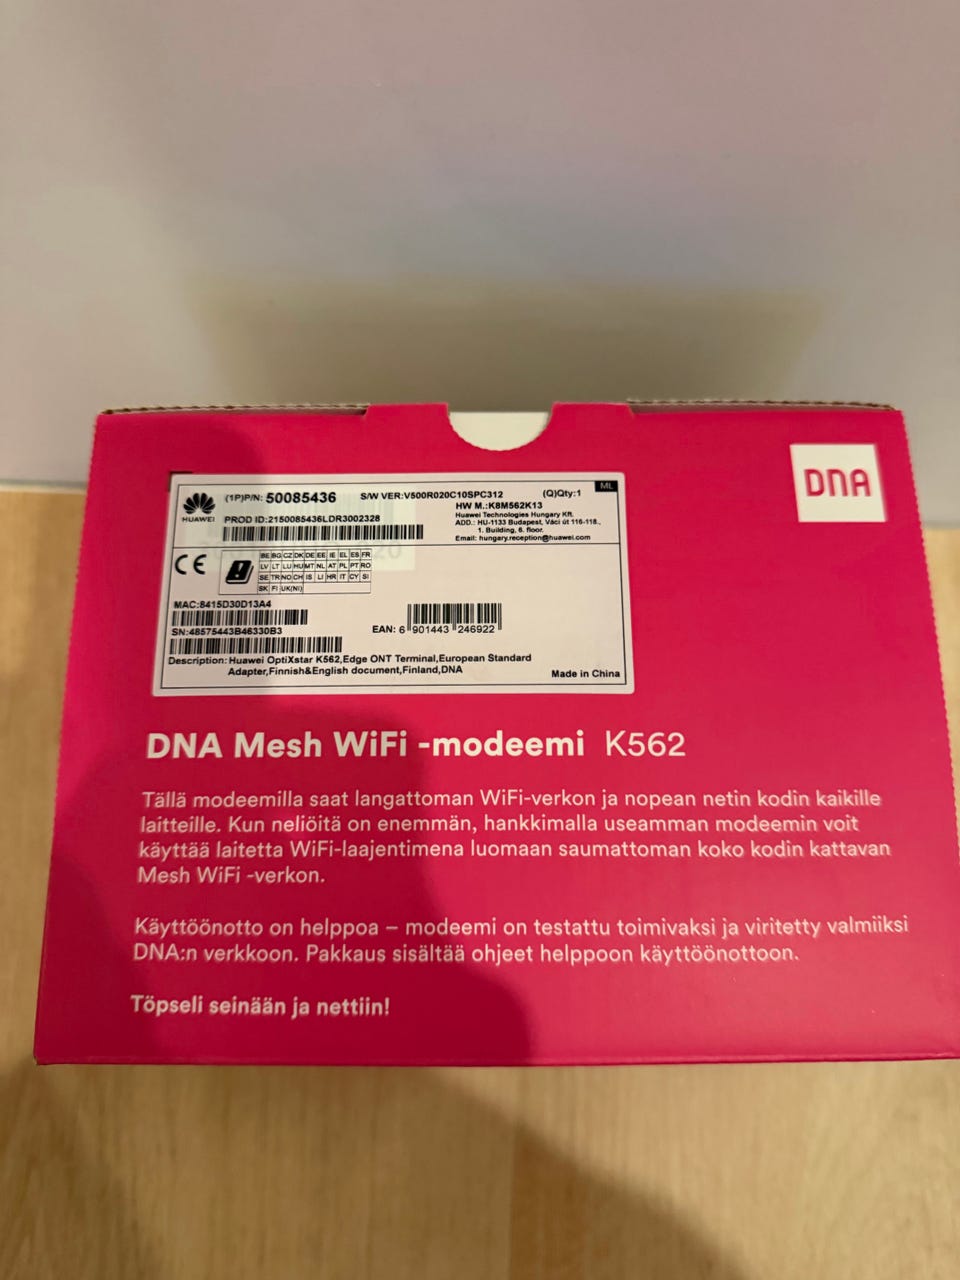 DNA
ML
HUAWEI
(1P)P/N: 50085436
S/W VER:V500R020C10SPC312
(Q)Qty:1
HW M.:K8M562K13
PROD ID:2150085436LDR3002328
Huawei Technologies Hungary Kft.
ADD.: HU-1133 Budapest, Váci út 116-118.,
1. Building, 6. floor.
Email: hungary.reception@huawei.com
CE
BE BG CZ DK DE EE IE EL ES FR
LV LT LU HU MT NL AT PL PT RO
SE TR NO CH IS LI HR IT CY SI
SK FI UK(NI)
MAC:8415D30D13A4
SN:48575443B46330B3
EAN: 6 901443 246922
Description: Huawei OptiXstar K562,Edge ONT Terminal,European Standard
Adapter,Finnish&English document,Finland,DNA
Made in China
DNA Mesh WiFi -modeemi K562
Tällä modeemilla saat langattoman WiFi-verkon ja nopean netin kodin kaikille
laitteille. Kun neliöitä on enemmän, hankkimalla useamman modeemin voit
käyttää laitetta WiFi-laajentimena luomaan saumattoman koko kodin kattavan
Mesh WiFi -verkon.
Käyttöönotto on helppoa – modeemi on testattu toimivaksi ja viritetty valmiiksi
DNA:n verkkoon. Pakkaus sisältää ohjeet helppoon käyttöönottoon.
Töpseli seinään ja nettiin!